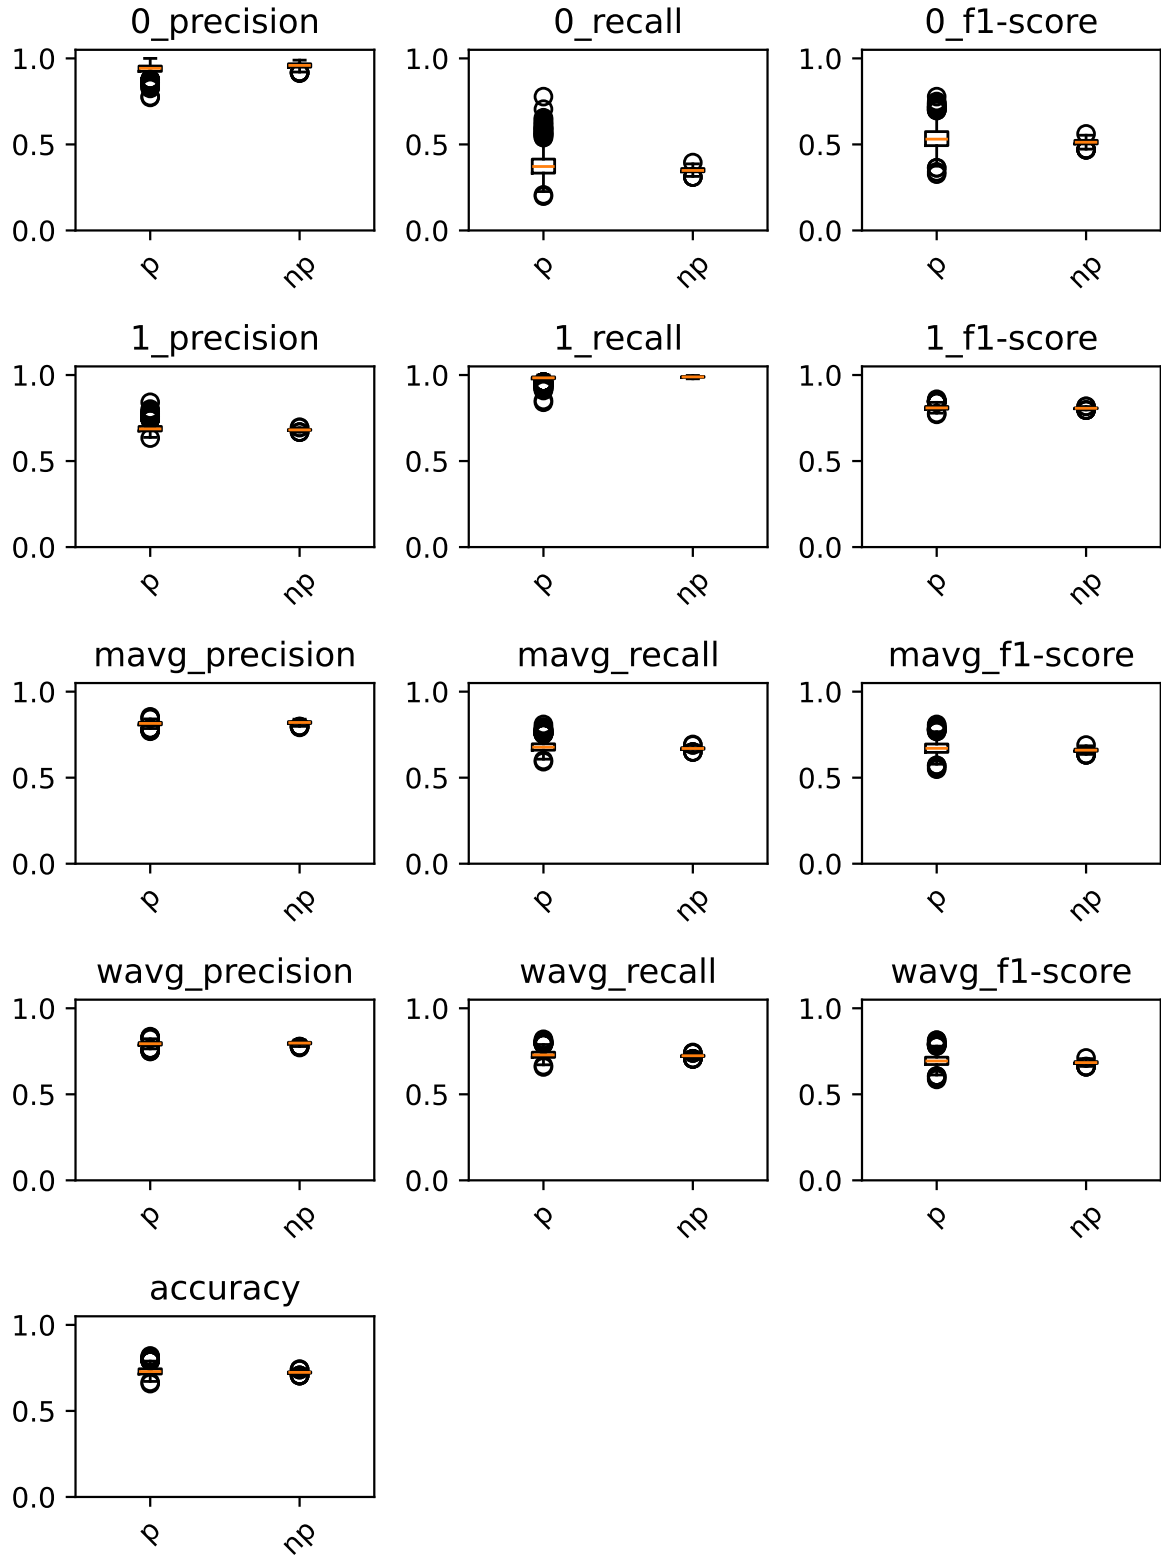 0_precision 0_recall 0_f1-score
1.0 1.0 1.0
0.5 0.5 0.5
0.0 0.0 0.0
p np p np p np
1_precision 1_recall 1_f1-score
1.0 1.0 1.0
0.5 0.5 0.5
0.0 0.0 0.0
p np p np p np
mavg_precision mavg_recall mavg_f1-score
1.0 1.0 1.0
0.5 0.5 0.5
0.0 0.0 0.0
p np p np p np
wavg_precision wavg_recall wavg_f1-score
1.0 1.0 1.0
0.5 0.5 0.5
0.0 0.0 0.0
p np p np p np
accuracy
1.0
0.5
0.0
p np